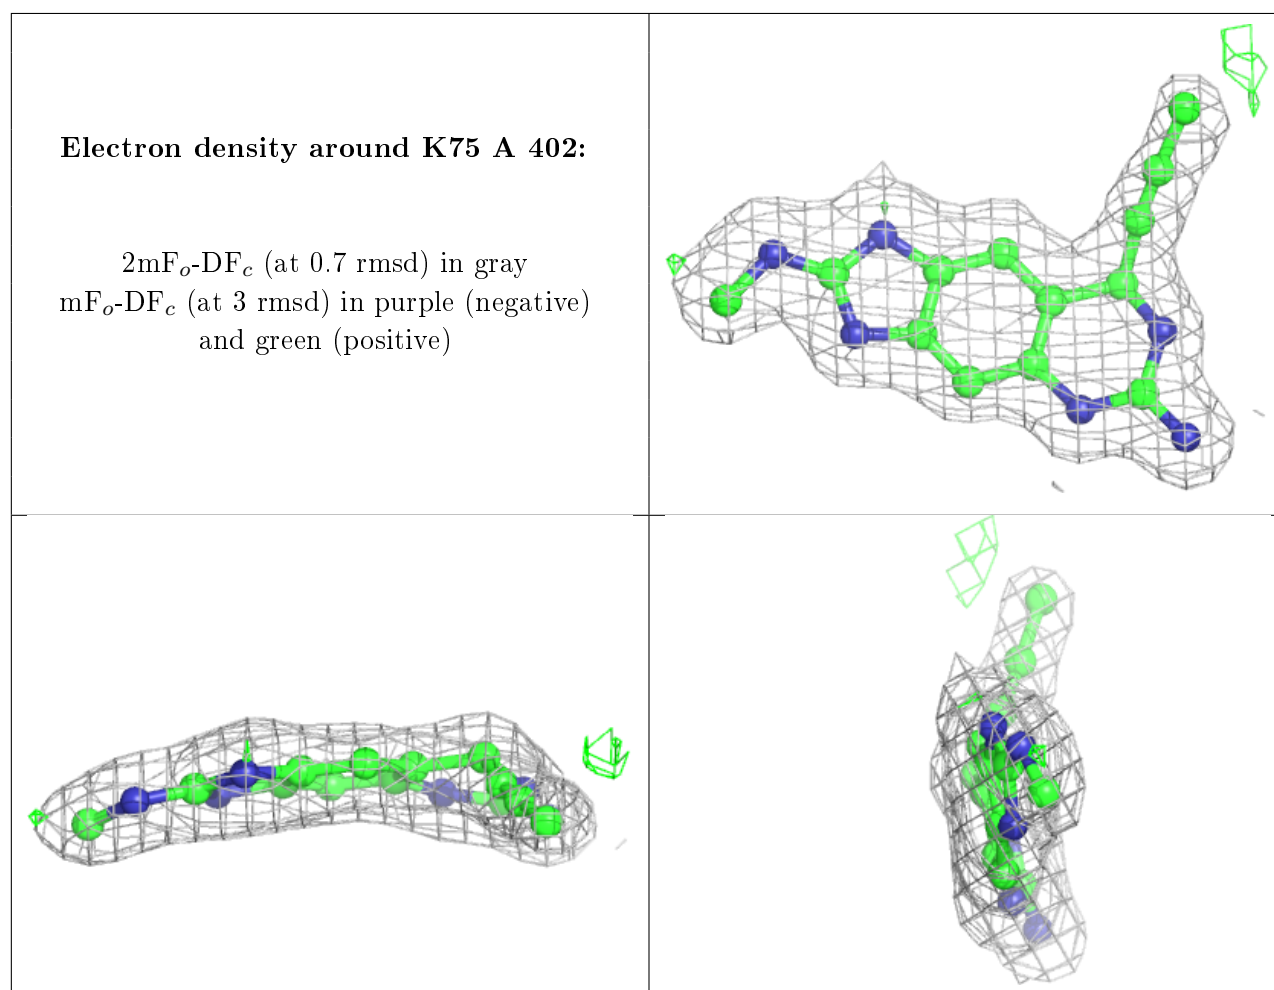 Electron density around K75 A 402:
2mFo-DFc (at 0.7 rmsd) in gray
mFo-DFc (at 3 rmsd) in purple (negative)
and green (positive)